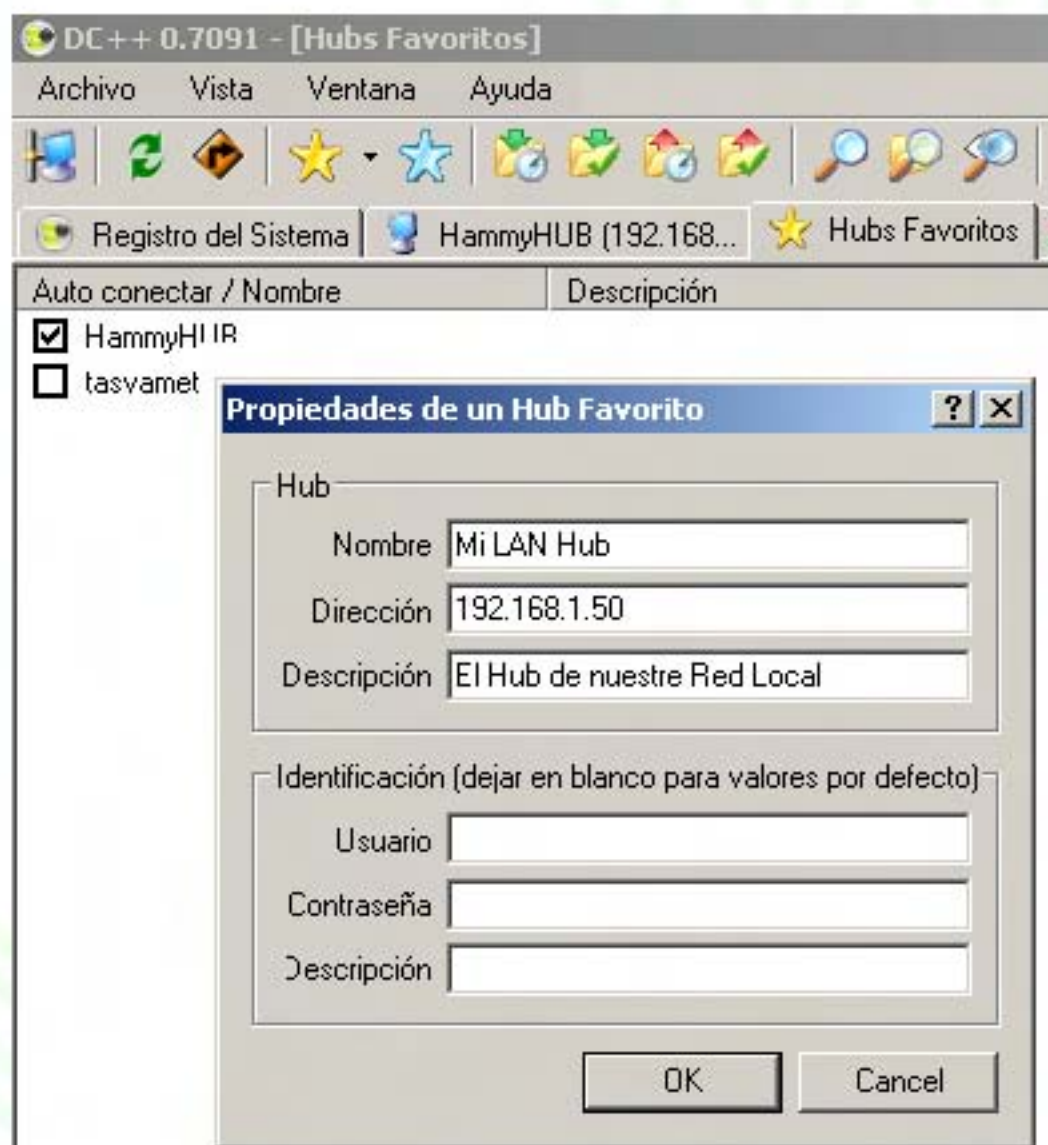 DC++ 0.7091 - [Hubs Favoritos]
Archivo Vista Ventana Ayuda
Registro del Sistema HammyHUB (192.168... Hubs Favoritos
Auto conectar / Nombre Descripción
HammyHUB
tasvamet
Propiedades de un Hub Favorito
Hub
Nombre Mi LAN Hub
Dirección 192.168.1.50
Descripción El Hub de nuestre Red Local
Identificación (dejar en blanco para valores por defecto)
Usuario
Contraseña
Descripción
OK Cancel